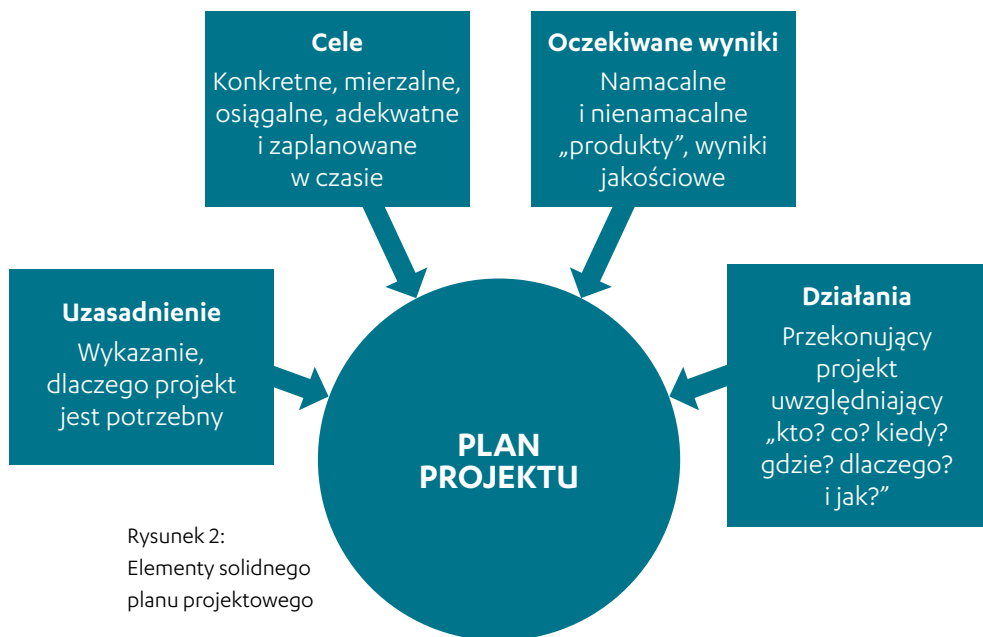 Cele
Konkretne, mierzalne,
osiągalne, adekwatne
i zaplanowane
w czasie
Oczekiwane wyniki
Namacalne
i nienamacalne
„produkty”, wyniki
jakościowe
Uzasadnienie
Wykazanie,
dlaczego projekt
jest potrzebny
Działania
Przekonujący
projekt
uwzględniający
„kto? co? kiedy?
gdzie? dlaczego?
i jak?”
PLAN
PROJEKTU
Rysunek 2:
Elementy solidnego
planu projektowego